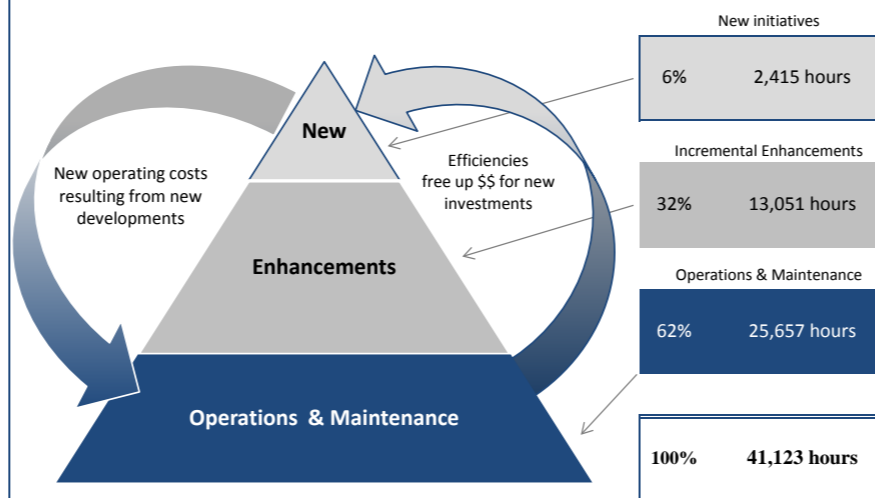 New initiatives
6% 2,415 hours
New
New operating costs
resulting from new
developments
Efficiencies
free up $$ for new
investments
Incremental Enhancements
32% 13,051 hours
Enhancements
Operations & Maintenance
62% 25,657 hours
Operations & Maintenance
100% 41,123 hours